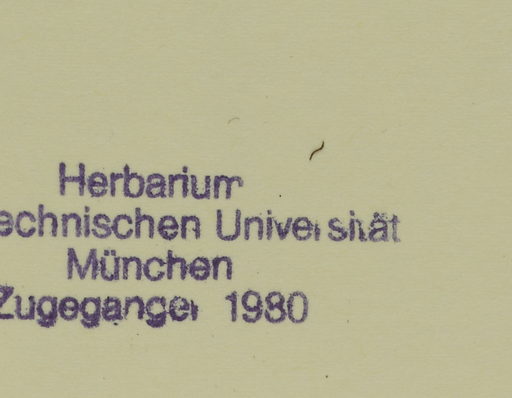 Herbarium
echnischen Universität
München
Zugegangen 1980